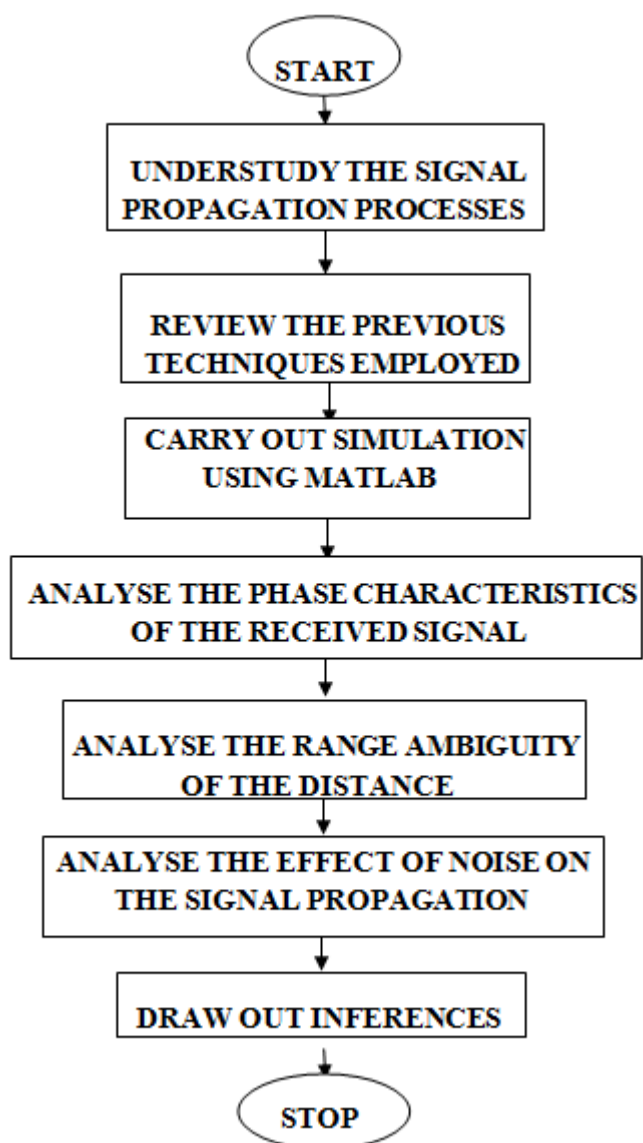 START
UNDERSTUDY THE SIGNAL
PROPAGATION PROCESSES
REVIEW THE PREVIOUS
TECHNIQUES EMPLOYED
CARRY OUT SIMULATION
USING MATLAB
ANALYSE THE PHASE CHARACTERISTICS
OF THE RECEIVED SIGNAL
ANALYSE THE RANGE AMBIGUITY
OF THE DISTANCE
ANALYSE THE EFFECT OF NOISE ON
THE SIGNAL PROPAGATION
DRAW OUT INFERENCES
STOP